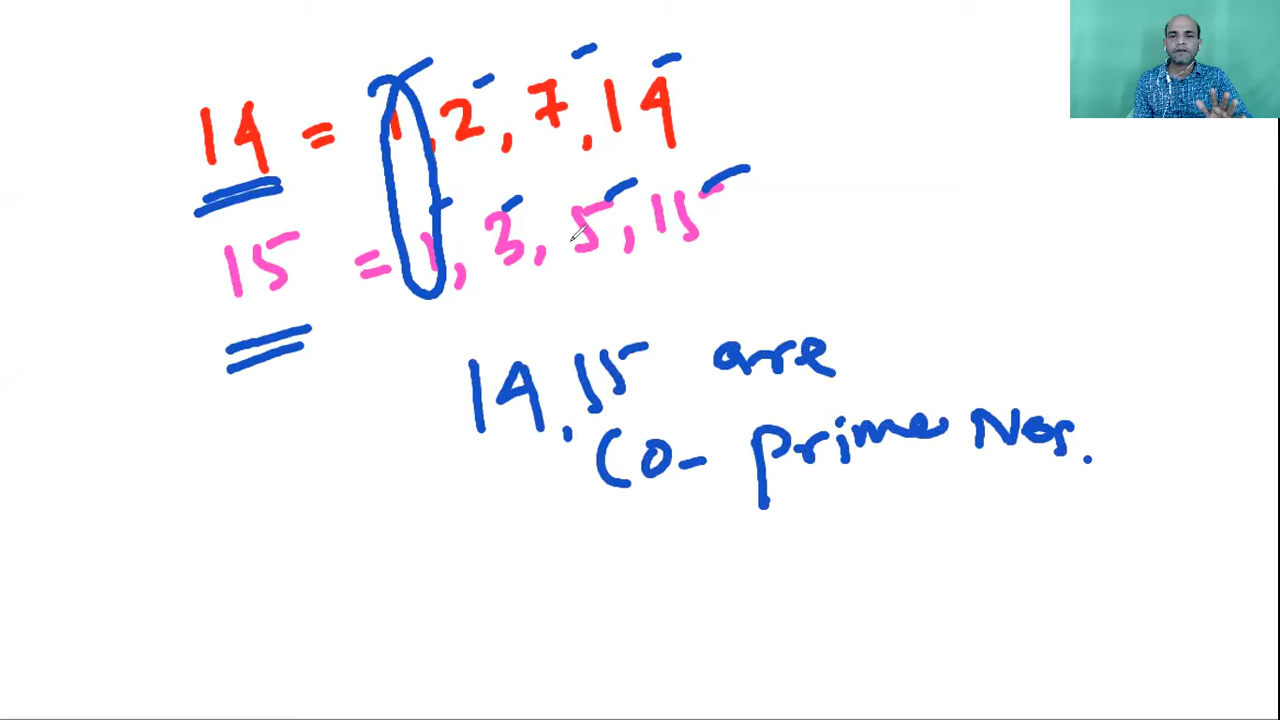 14 = 1, 2, 7, 14
15 = 1, 3, 5, 15
14, 15 are
Co-prime Nos.